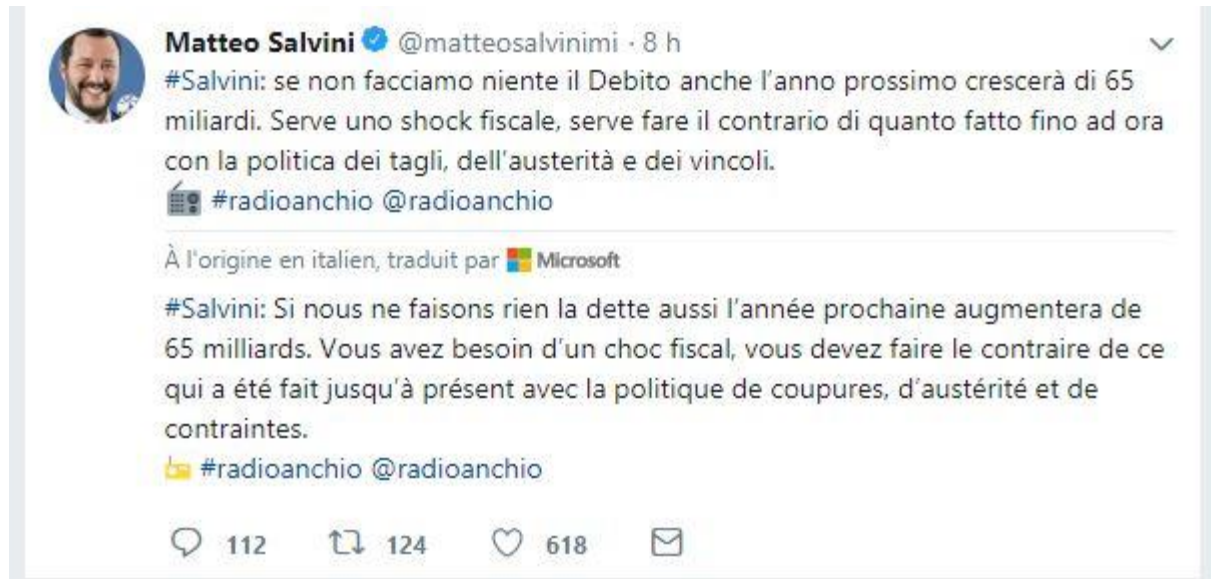 Matteo Salvini @matteosalvinimi · 8 h
#Salvini: se non facciamo niente il Debito anche l'anno prossimo crescerà di 65
miliardi. Serve uno shock fiscale, serve fare il contrario di quanto fatto fino ad ora
con la politica dei tagli, dell'austerità e dei vincoli.
📻 #radioanchio @radioanchio
À l'origine en italien, traduit par Microsoft
#Salvini: Si nous ne faisons rien la dette aussi l'année prochaine augmentera de
65 milliards. Vous avez besoin d'un choc fiscal, vous devez faire le contraire de ce
qui a été fait jusqu'à présent avec la politique de coupures, d'austérité et de
contraintes.
📻 #radioanchio @radioanchio
112 124 618